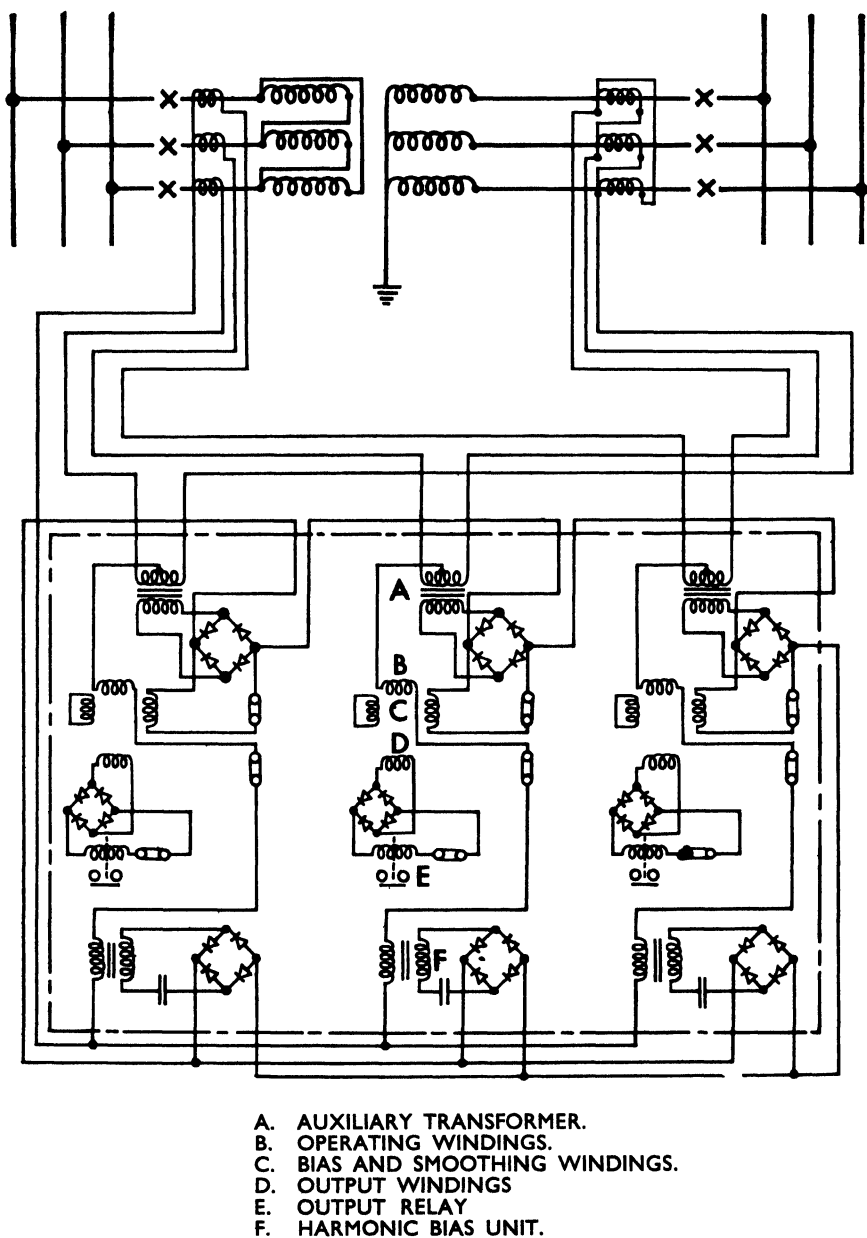 A
B
C
D
E
F
A. AUXILIARY TRANSFORMER.
B. OPERATING WINDINGS.
C. BIAS AND SMOOTHING WINDINGS.
D. OUTPUT WINDINGS
E. OUTPUT RELAY
F. HARMONIC BIAS UNIT.